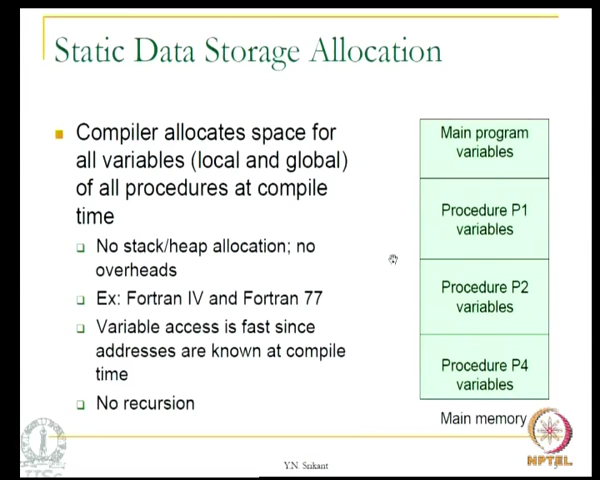 Static Data Storage Allocation
Compiler allocates space for
all variables (local and global)
of all procedures at compile
time
No stack/heap allocation; no
overheads
Ex: Fortran IV and Fortran 77
Variable access is fast since
addresses are known at compile
time
No recursion
Main program
variables
Procedure P1
variables
Procedure P2
variables
Procedure P4
variables
Main memory
Y.N. Srikant
NPTEL